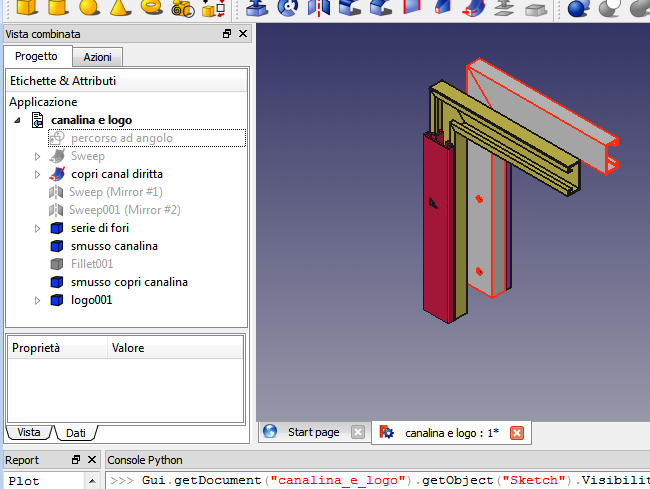 Vista combinata
Progetto
Azioni
Etichette & Attributi
Applicazione
canalina e logo
percorso ad angolo
Sweep
copri canal diritta
Sweep (Mirror #1)
Sweep001 (Mirror #2)
serie di fori
smusso canalina
Fillet001
smusso copri canalina
logo001
Proprietà Valore
Vista Dati
Start page
canalina e logo : 1*
Report
Console Python
Plot
>>> Gui.getDocument("canalina_e_logo").getObject("Sketch").Visibili